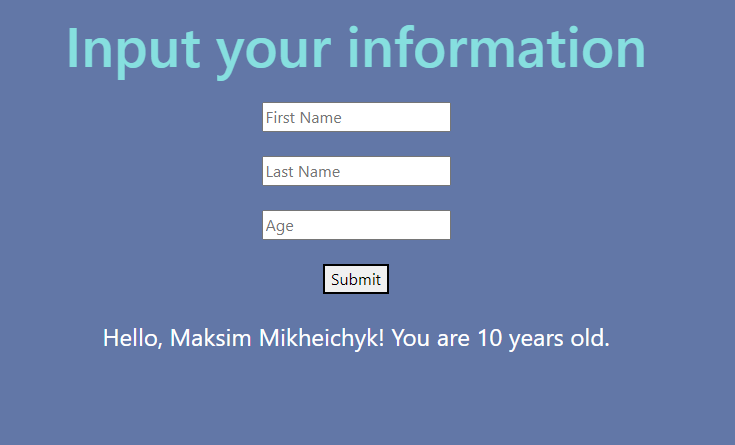 Input your information
First Name
Last Name
Age
Submit
Hello, Maksim Mikheichyk! You are 10 years old.